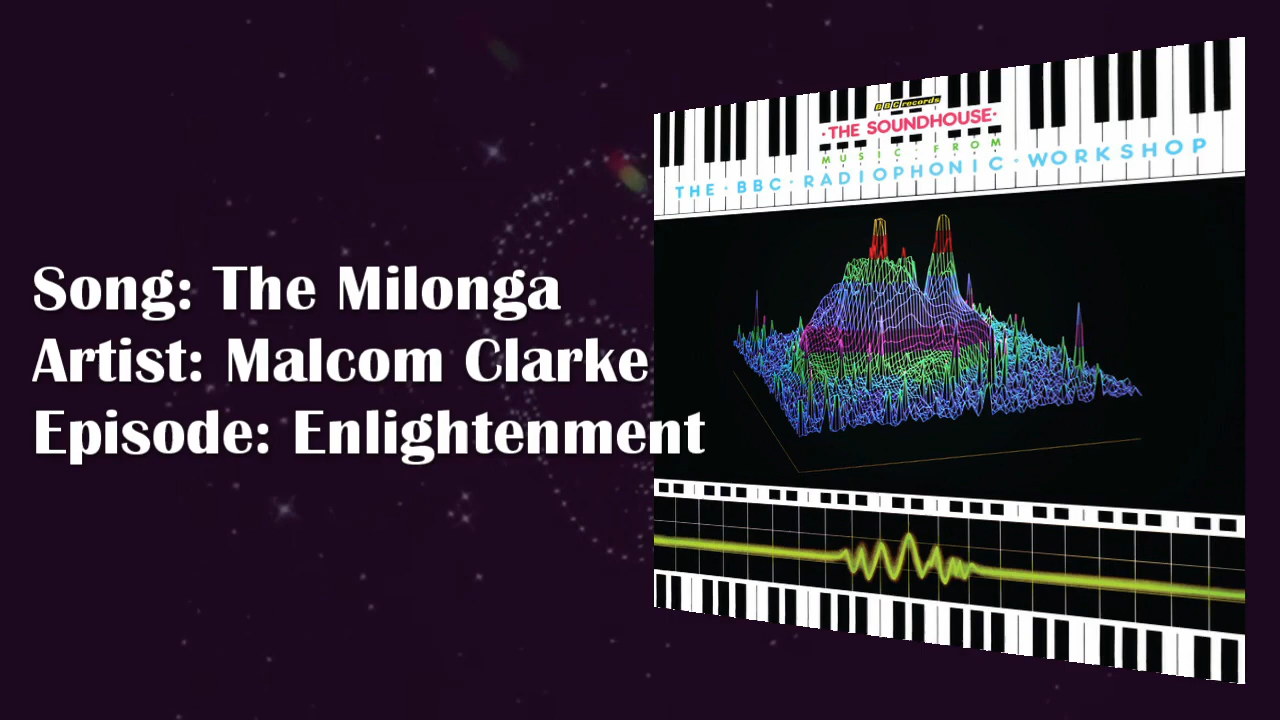 Song: The Milonga
Artist: Malcom Clarke
Episode: Enlightenment
BBC records
·THE SOUNDHOUSE·
MUSIC·FROM
THE·BBC·RADIOPHONIC·WORKSHOP